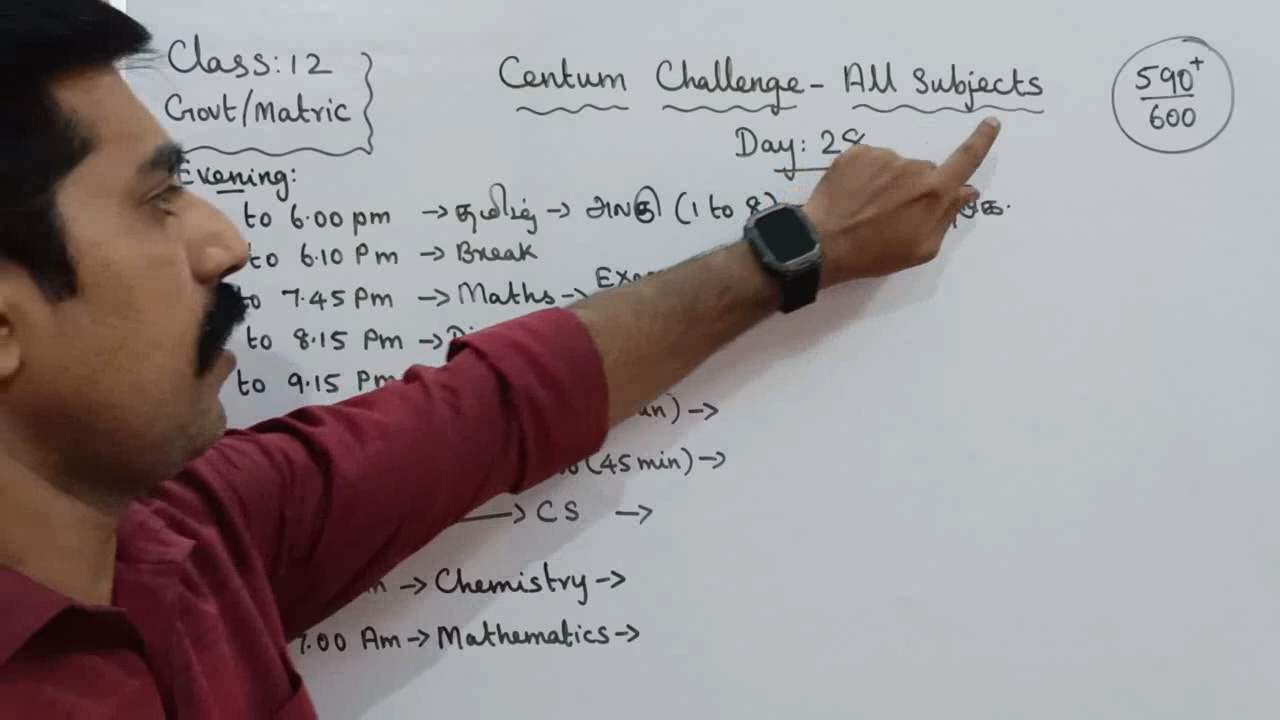 Class: 12
Govt/Matric
Centum Challenge - All Subjects
590+
600
Day: 28
Evening:
to 6.00 pm → தமிழ் → அலகு (1 to 8)
to 6.10 Pm → Break
to 7.45 Pm → Maths →
to 8.15 Pm →
to 9.15 Pm
→
(45 min) →
→ CS →
→ Chemistry →
7.00 Am → Mathematics →